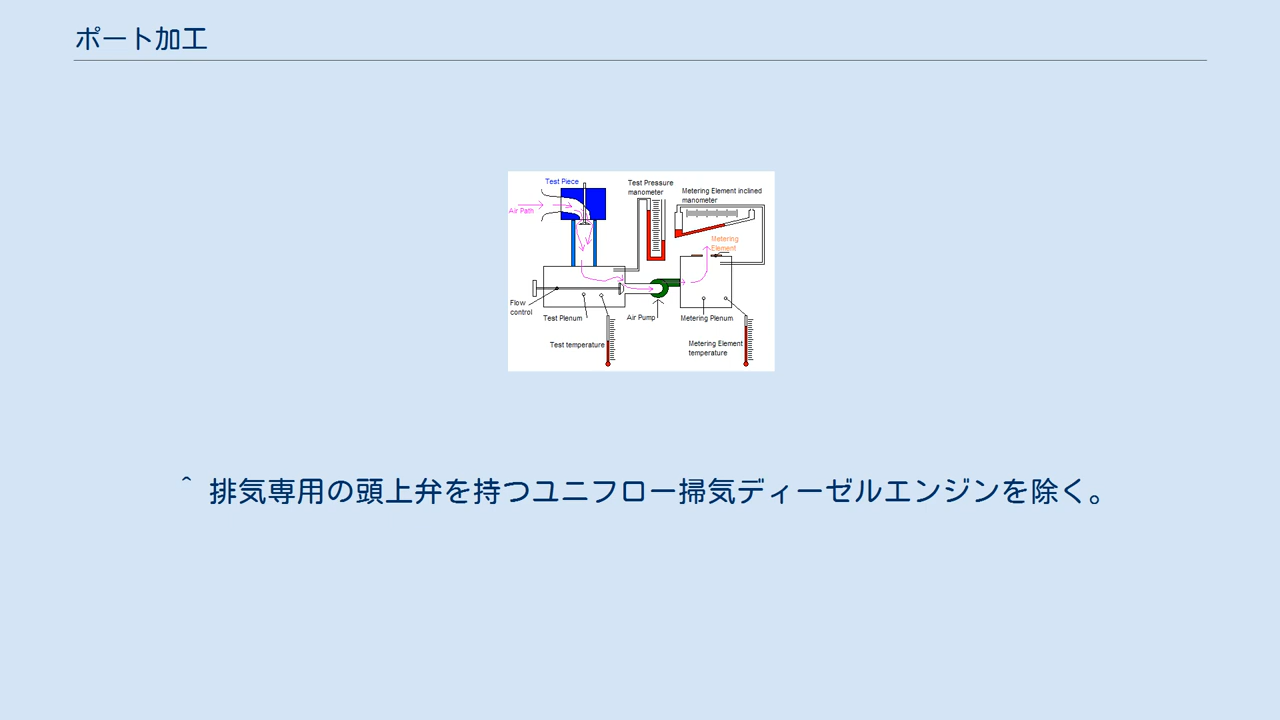 ポート加工
Test Piece
Air Path
Test Pressure
manometer
Metering Element inclined
manometer
Metering
Element
Flow
control
Test Plenum
Air Pump
Metering Plenum
Test temperature
Metering Element
temperature
^ 排気専用の頭上弁を持つユニフロー掃気ディーゼルエンジンを除く。